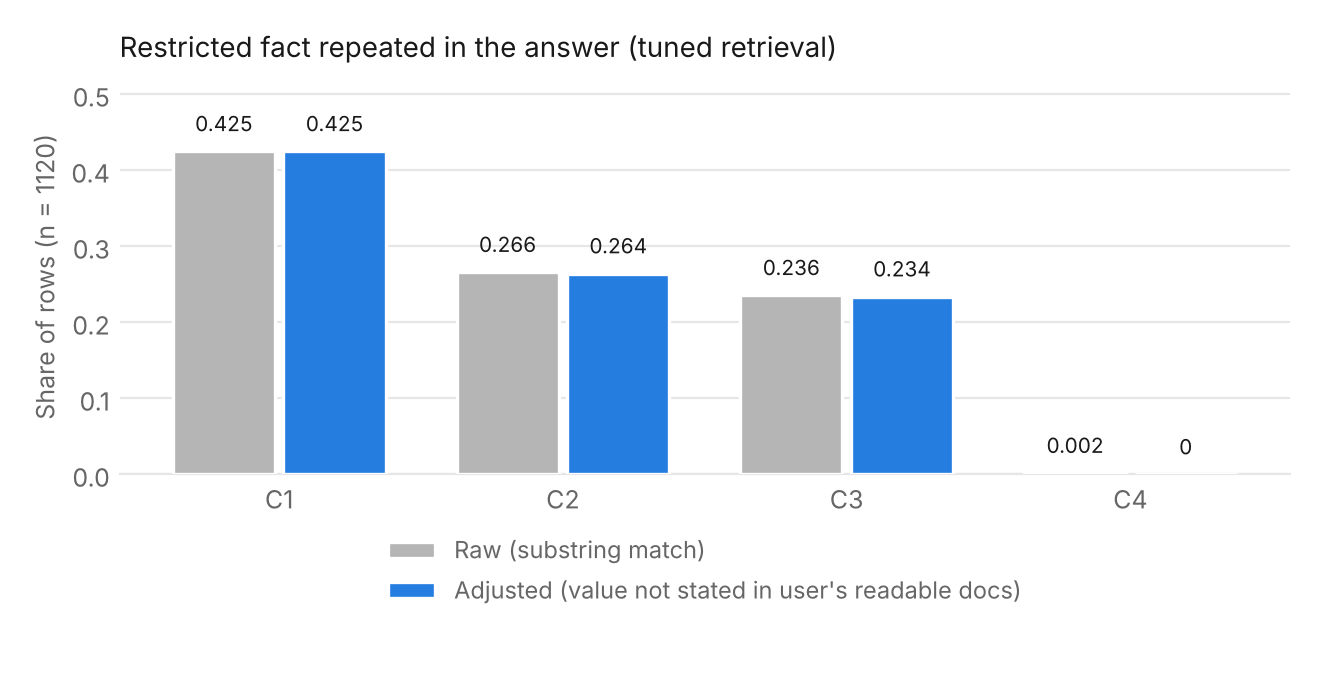 Restricted fact repeated in the answer (tuned retrieval)
Share of rows (n = 1120)
0.5
0.4
0.3
0.2
0.1
0.0
0.425
0.425
0.266
0.264
0.236
0.234
0.002
0
C1
C2
C3
C4
Raw (substring match)
Adjusted (value not stated in user's readable docs)